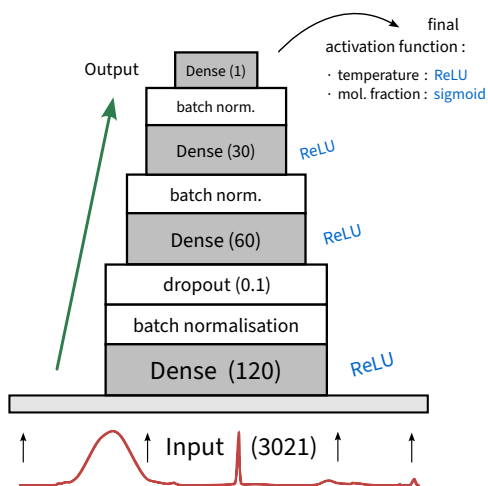 final
activation function :
· temperature : ReLU
· mol. fraction : sigmoid
Output
Dense (1)
batch norm.
Dense (30)
ReLU
batch norm.
Dense (60)
ReLU
dropout (0.1)
batch normalisation
Dense (120)
ReLU
Input (3021)